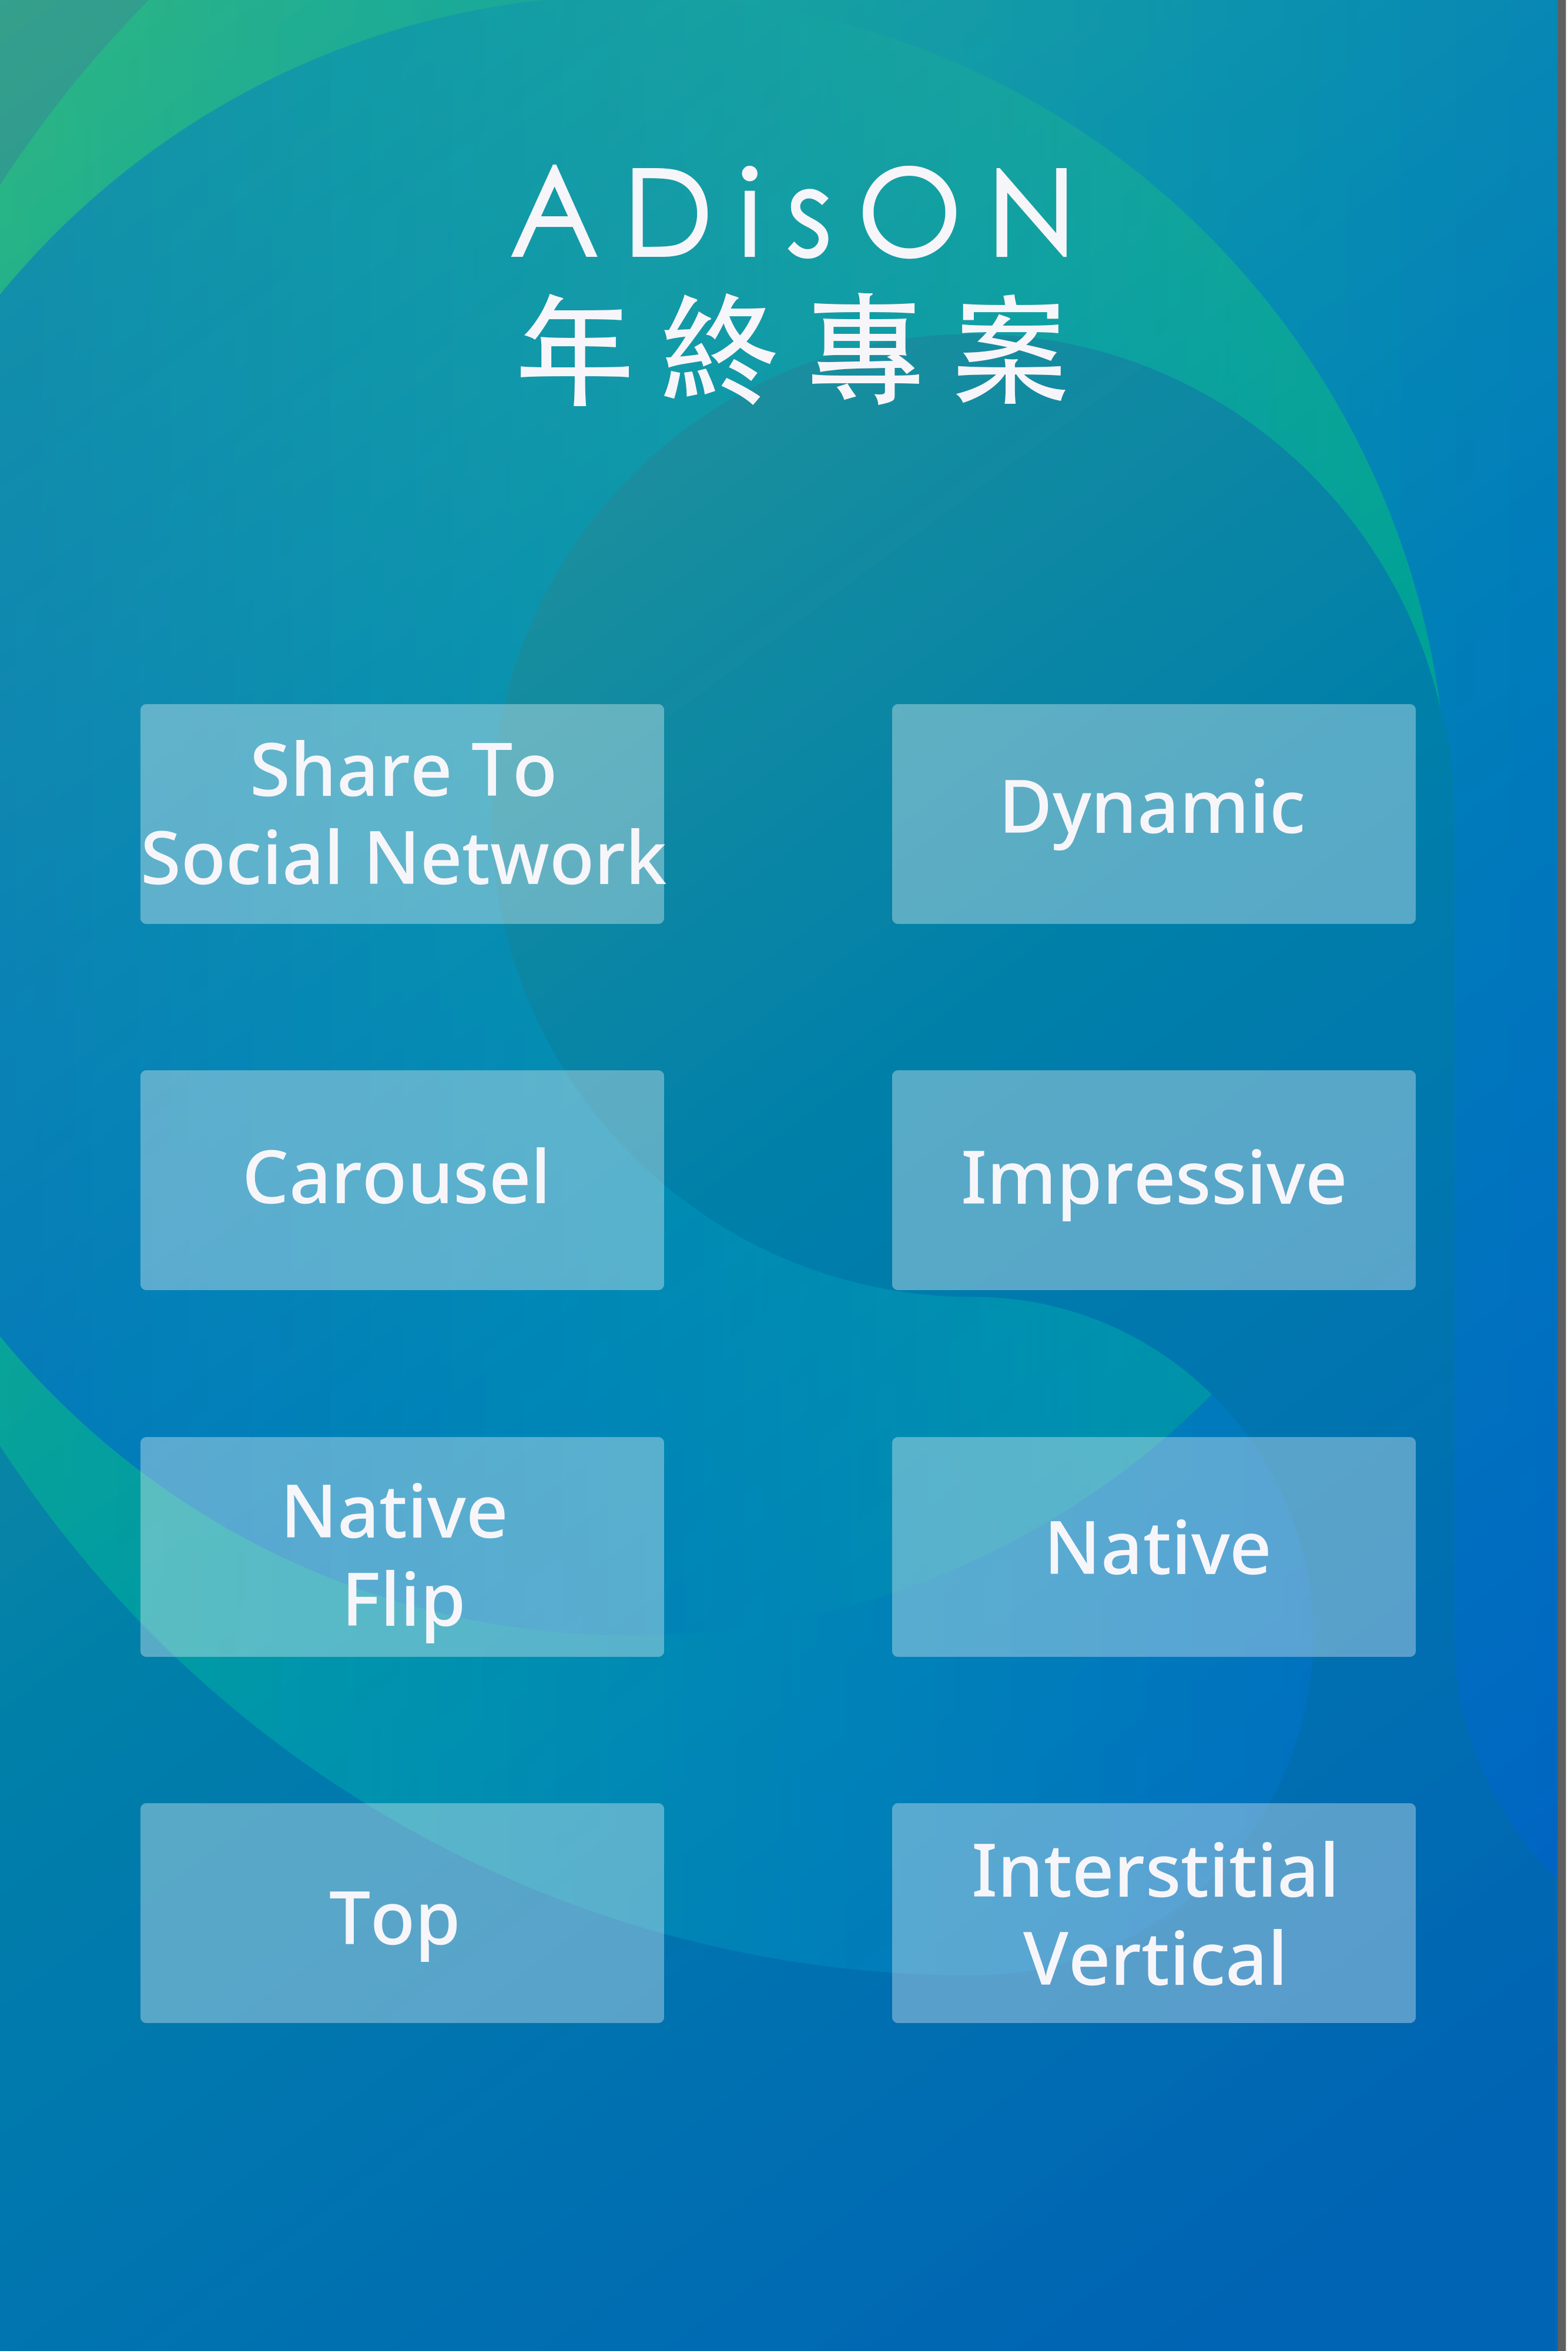 ADisON
年終專案
Share To
Social Network
Dynamic
Carousel
Impressive
Native
Flip
Native
Top
Interstitial
Vertical